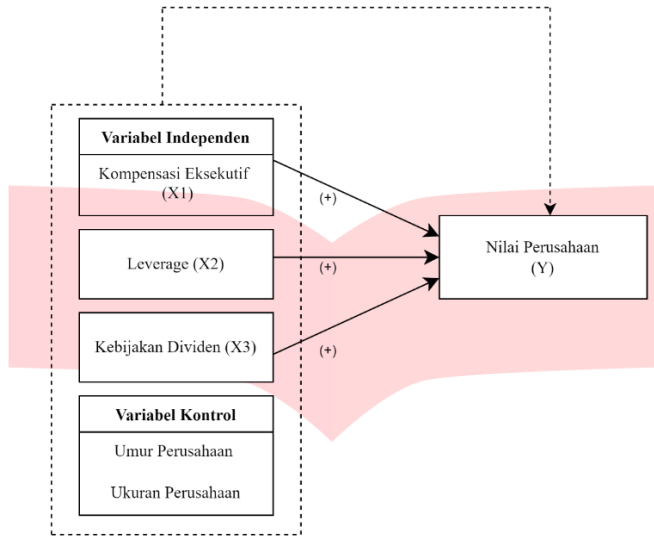 Variabel Independen
Kompensasi Eksekutif
(X1)
(+)
Leverage (X2)
(+)
Nilai Perusahaan
(Y)
Kebijakan Dividen (X3)
(+)
Variabel Kontrol
Umur Perusahaan
Ukuran Perusahaan